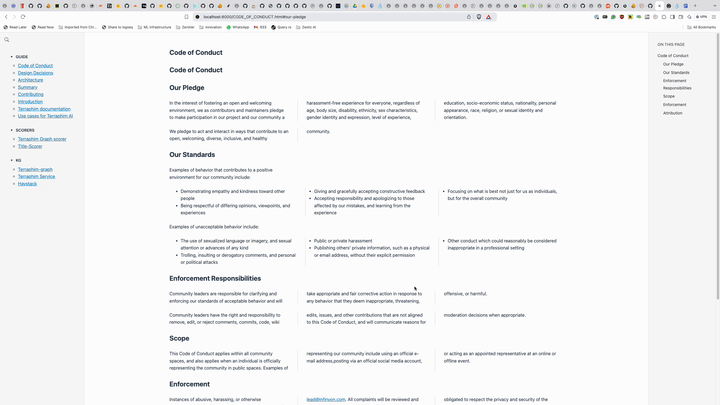 localhost:8000/CODE_OF_CONDUCT.html#our-pledge
VPN
Read Later
Read Now
Imported From Chr...
Share to legacy
ML Infrastructure
Zombier
Innovation
WhatsApp
ESS
Guau AI
Zestic AI
All Bookmarks
GUIDE
Code of Conduct
Design Decisions
Architecture
Summary
Contributing
Introduction
Terraphim documentation
Use cases for Terraphim AI
SCORERS
Terraphim Graph scorer
Title-Scorer
KG
Terraphim-graph
Terraphim Service
Haystack
Code of Conduct
Code of Conduct
Our Pledge
In the interest of fostering an open and welcoming
environment, we as contributors and maintainers pledge
to make participation in our project and our community a
harassment-free experience for everyone, regardless of
age, body size, disability, ethnicity, sex characteristics,
gender identity and expression, level of experience,
education, socio-economic status, nationality, personal
appearance, race, religion, or sexual identity and
orientation.
We pledge to act and interact in ways that contribute to an
open, welcoming, diverse, inclusive, and healthy
community.
Our Standards
Examples of behavior that contributes to a positive
environment for our community include:
• Demonstrating empathy and kindness toward other
people
• Being respectful of differing opinions, viewpoints, and
experiences
• Giving and gracefully accepting constructive feedback
• Accepting responsibility and apologizing to those
affected by our mistakes, and learning from the
experience
• Focusing on what is best not just for us as individuals,
but for the overall community
Examples of unacceptable behavior include:
• The use of sexualized language or imagery, and sexual
attention or advances of any kind
• Trolling, insulting or derogatory comments, and personal
or political attacks
• Public or private harassment
• Publishing others' private information, such as a physical
or email address, without their explicit permission
• Other conduct which could reasonably be considered
inappropriate in a professional setting
Enforcement Responsibilities
Community leaders are responsible for clarifying and
enforcing our standards of acceptable behavior and will
take appropriate and fair corrective action in response to
any behavior that they deem inappropriate, threatening,
offensive, or harmful.
Community leaders have the right and responsibility to
remove, edit, or reject comments, commits, code, wiki
edits, issues, and other contributions that are not aligned
to this Code of Conduct, and will communicate reasons for
moderation decisions when appropriate.
Scope
This Code of Conduct applies within all community
spaces, and also applies when an individual is officially
representing the community in public spaces. Examples of
representing our community include using an official e-
mail address,posting via an official social media account,
or acting as an appointed representative at an online or
offline event.
Enforcement
Instances of abusive, harassing, or otherwise
lead@infinyon.com. All complaints will be reviewed and
obligated to respect the privacy and security of the
ON THIS PAGE
Code of Conduct
Our Pledge
Our Standards
Enforcement
Responsibilities
Scope
Enforcement
Attribution